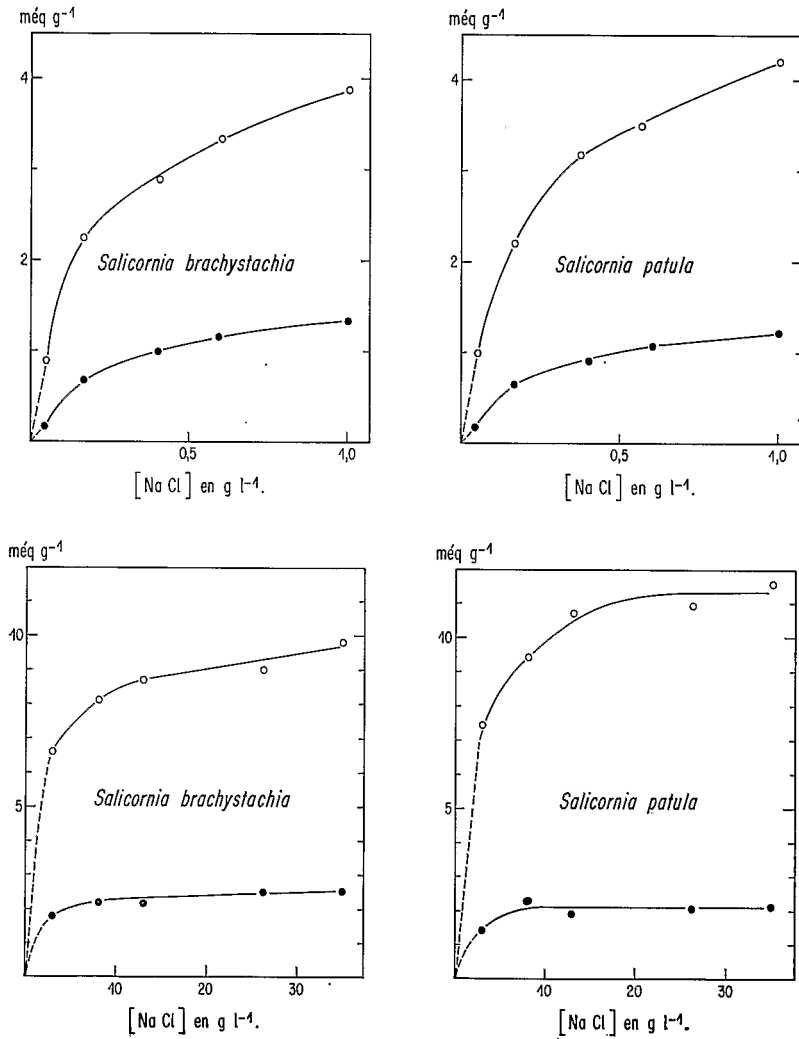 méq g⁻¹
4
2
Salicornia brachystachia
0,5
1,0
[Na Cl] en g l⁻¹.
méq g⁻¹
4
2
Salicornia patula
0,5
1,0
[Na Cl] en g l⁻¹.
méq g⁻¹
10
5
Salicornia brachystachia
10
20
30
[Na Cl] en g l⁻¹.
méq g⁻¹
10
5
Salicornia patula
10
20
30
[Na Cl] en g l⁻¹.